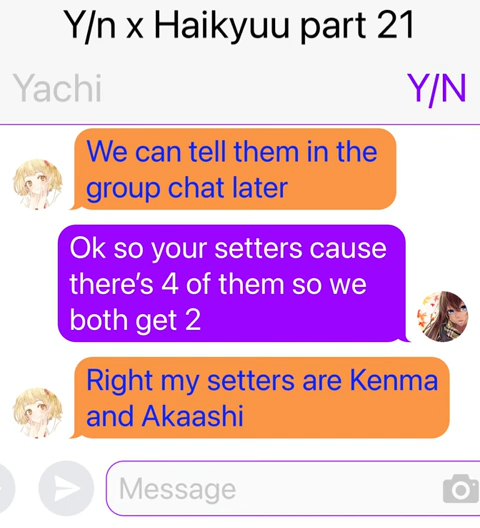 Y/n x Haikyuu part 21
Yachi
Y/N
We can tell them in the
group chat later
Ok so your setters cause
there's 4 of them so we
both get 2
Right my setters are Kenma
and Akaashi
Message